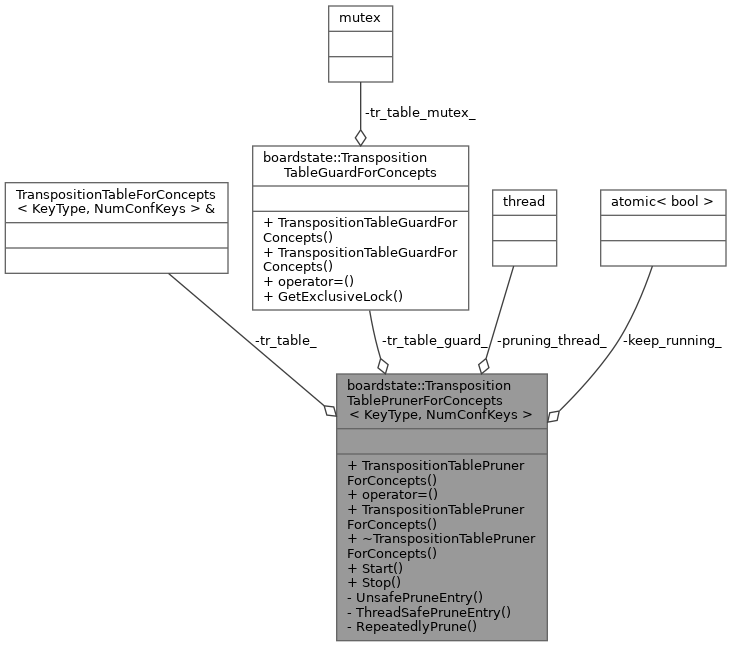 mutex
-tr_table_mutex_
boardstate::Transposition
TableGuardForConcepts
+ TranspositionTableGuardFor
Concepts()
+ TranspositionTableGuardFor
Concepts()
+ operator=()
+ GetExclusiveLock()
TranspositionTableForConcepts
< KeyType, NumConfKeys > &
thread
atomic< bool >
-tr_table_
-tr_table_guard_
-pruning_thread_
-keep_running_
boardstate::Transposition
TablePrunerForConcepts
< KeyType, NumConfKeys >
+ TranspositionTablePruner
ForConcepts()
+ operator=()
+ TranspositionTablePruner
ForConcepts()
+ ~TranspositionTablePruner
ForConcepts()
+ Start()
+ Stop()
- UnsafePruneEntry()
- ThreadSafePruneEntry()
- RepeatedlyPrune()